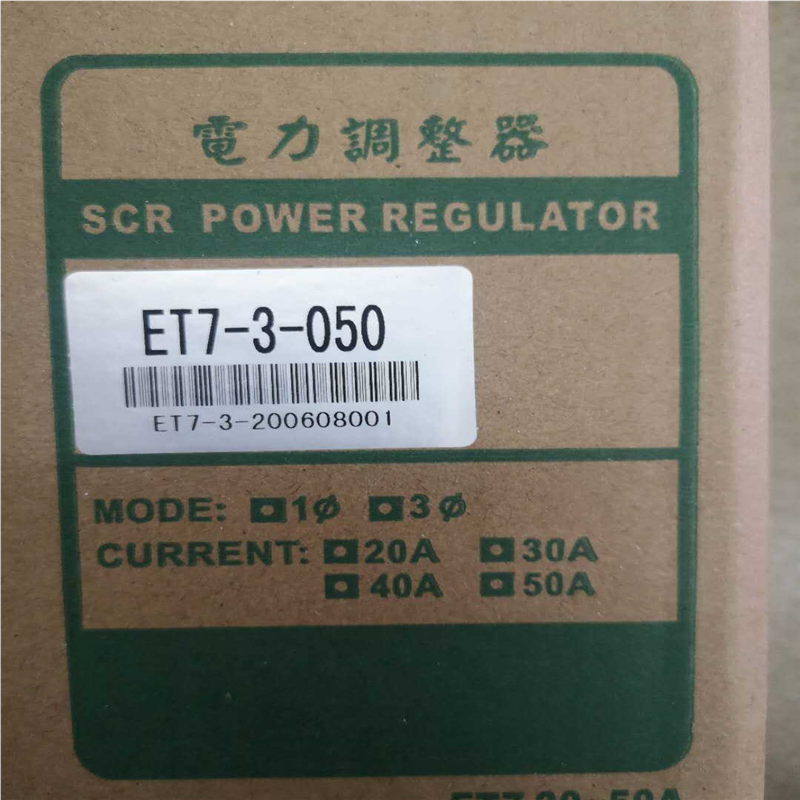 電力調整器
SCR POWER REGULATOR
ET7-3-050
ET7-3-200608001
MODE: 1ϕ 3ϕ
CURRENT: 20A 30A
40A 50A